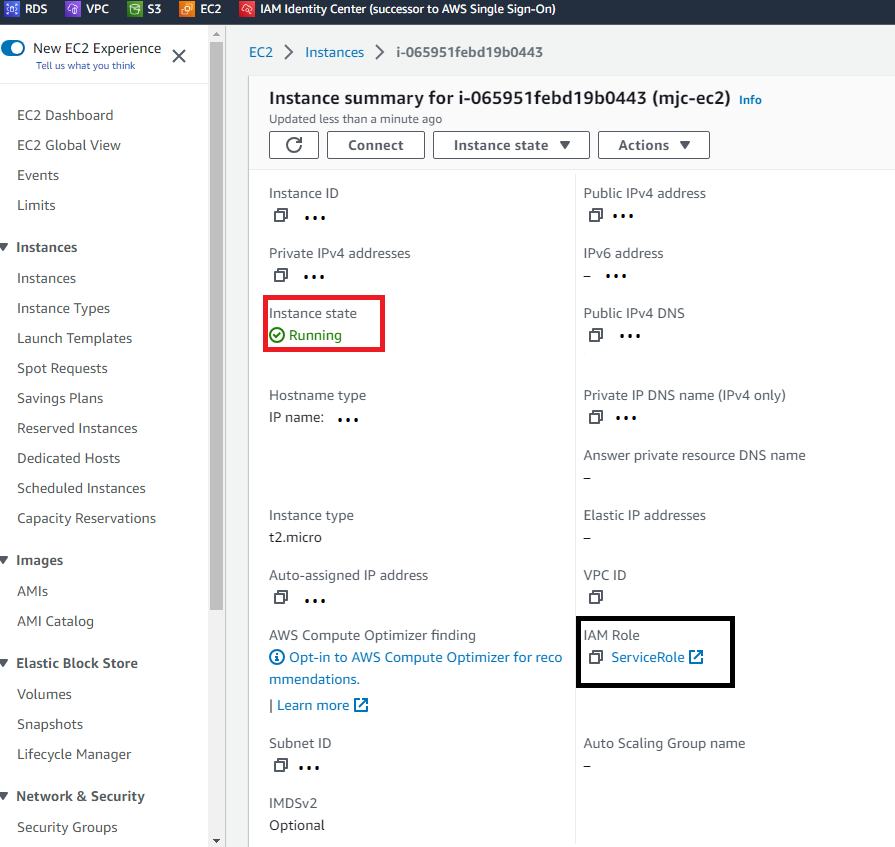 RDS VPC S3 EC2 IAM Identity Center (successor to AWS Single Sign-On)
New EC2 Experience
Tell us what you think
EC2 Dashboard
EC2 Global View
Events
Limits
Instances
Instances
Instance Types
Launch Templates
Spot Requests
Savings Plans
Reserved Instances
Dedicated Hosts
Scheduled Instances
Capacity Reservations
Images
AMIs
AMI Catalog
Elastic Block Store
Volumes
Snapshots
Lifecycle Manager
Network & Security
Security Groups
EC2 > Instances > i-065951febd19b0443
Instance summary for i-065951febd19b0443 (mjc-ec2) Info
Updated less than a minute ago
Connect Instance state Actions
Instance ID
•••
Public IPv4 address
•••
Private IPv4 addresses
•••
IPv6 address
– •••
Instance state
Running
Public IPv4 DNS
•••
Hostname type
IP name: •••
Private IP DNS name (IPv4 only)
•••
Answer private resource DNS name
–
Instance type
t2.micro
Elastic IP addresses
–
Auto-assigned IP address
•••
VPC ID
AWS Compute Optimizer finding
Opt-in to AWS Compute Optimizer for reco
mmendations.
| Learn more
IAM Role
ServiceRole
Subnet ID
•••
Auto Scaling Group name
–
IMDSv2
Optional